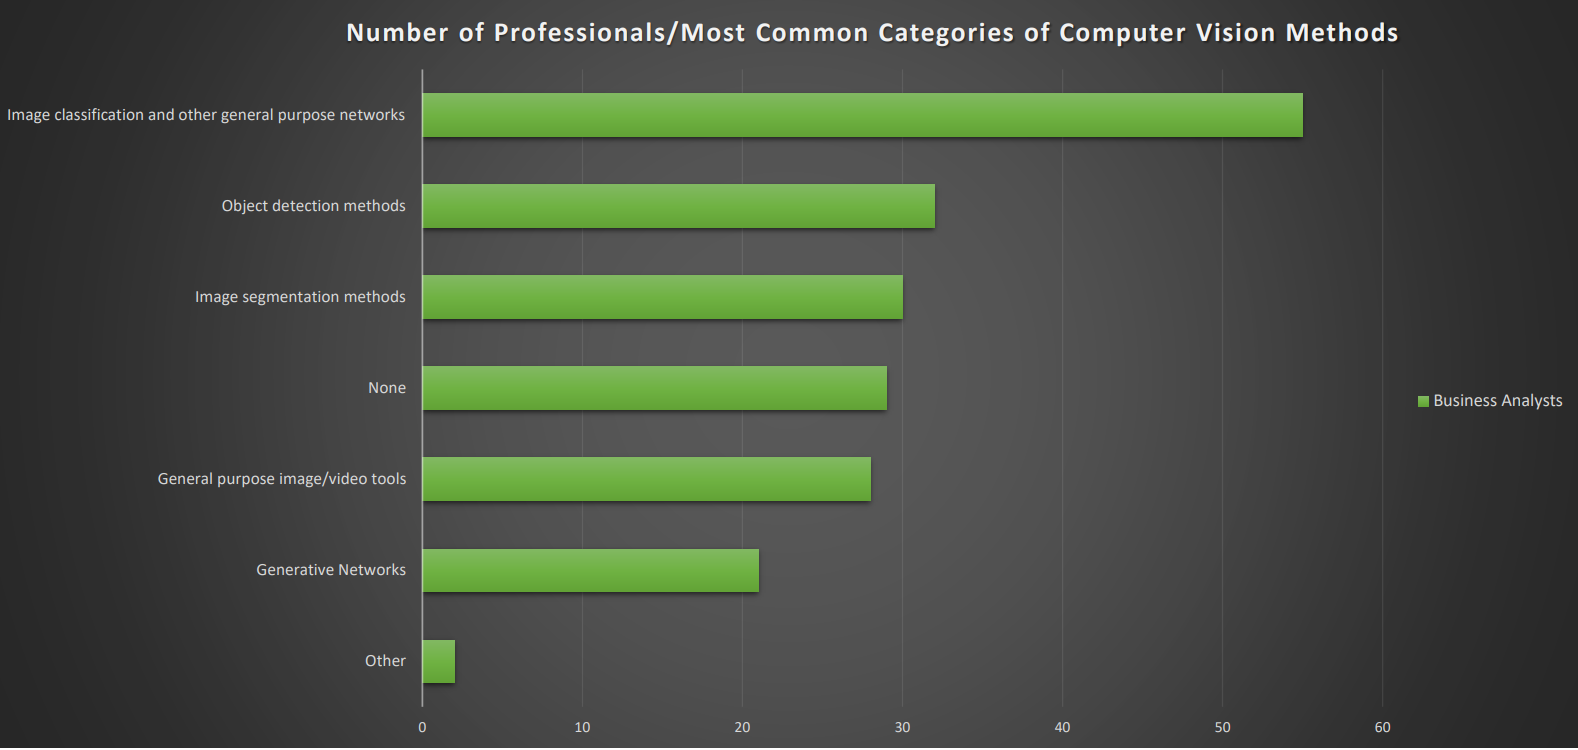 Number of Professionals/Most Common Categories of Computer Vision Methods
Image classification and other general purpose networks
Object detection methods
Image segmentation methods
None
General purpose image/video tools
Generative Networks
Other
0 10 20 30 40 50 60
Business Analysts